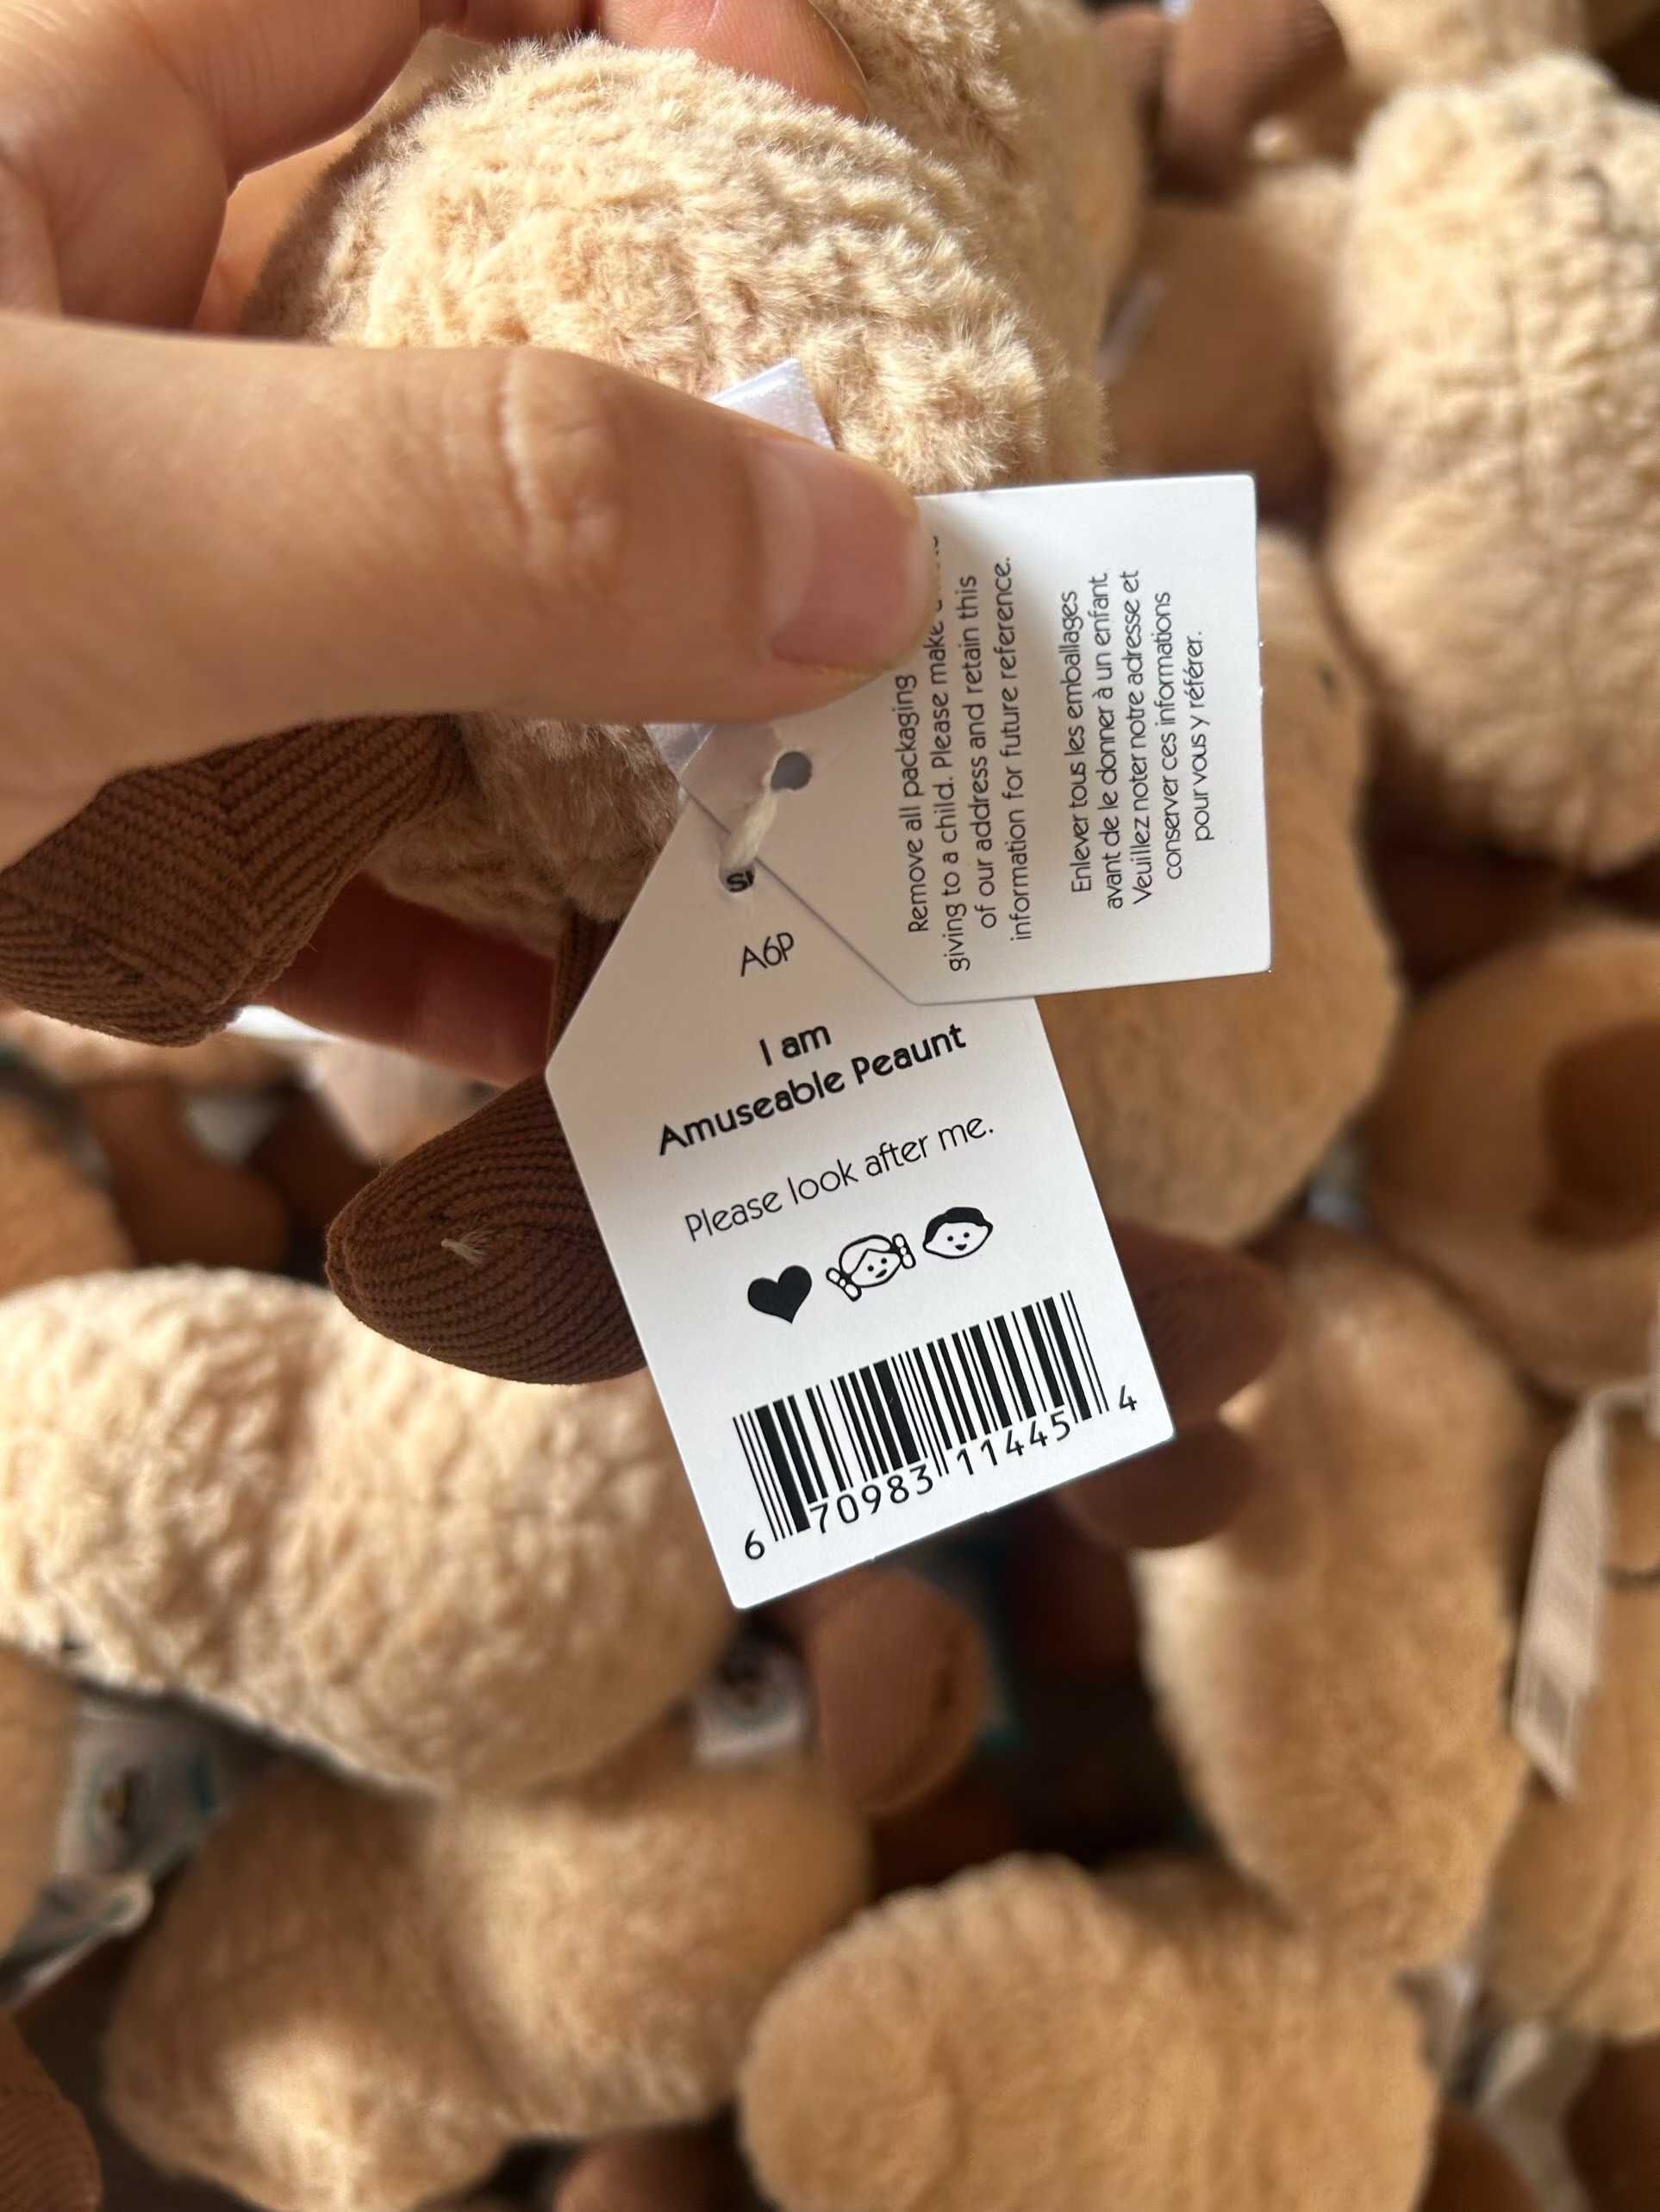 A6P
I am
Amuseable Peaunt
Please look after me.
6 70983 11445 4
Remove all packaging
giving to a child. Please make
of our address and retain this
information for future reference.
Enlever tous les emballages
avant de le donner à un enfant.
Veuillez noter notre adresse et
conserver ces informations
pour vous y référer.